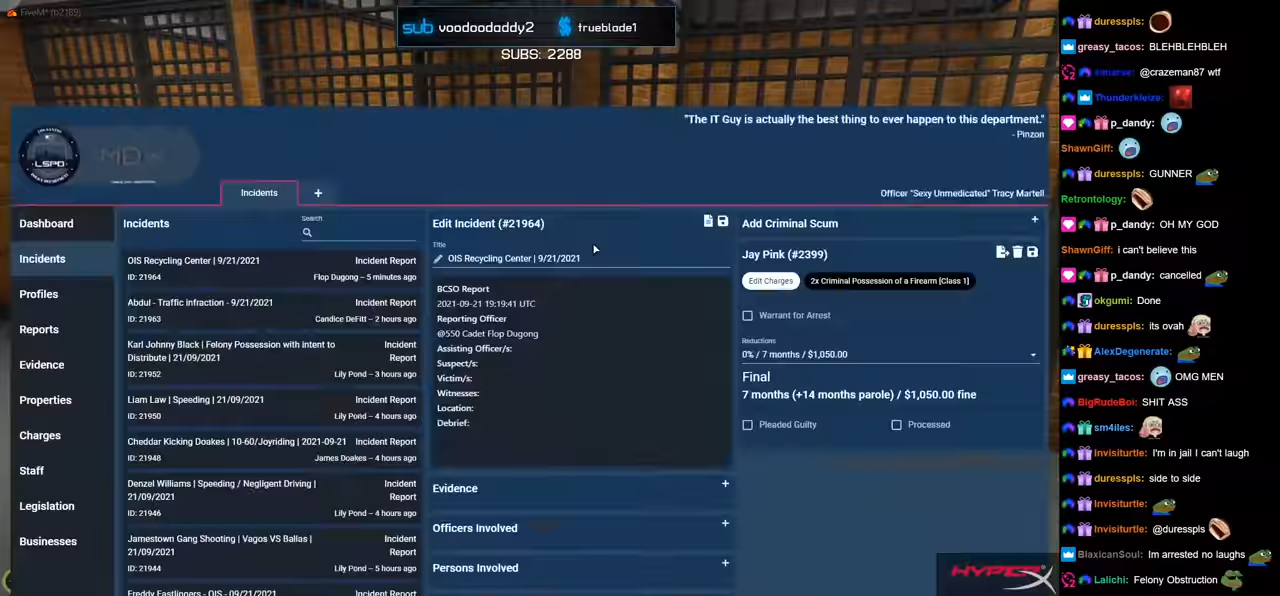 FiveM® (b2189)
sub voodoodaddy2 trueblade1
SUBS: 2288
"The IT Guy is actually the best thing to ever happen to this department."
- Pinzon
LSPD
MD
Incidents +
Officer "Sexy Unmedicated" Tracy Martell
Dashboard
Incidents
Profiles
Reports
Evidence
Properties
Charges
Staff
Legislation
Businesses
Incidents
Search
OIS Recycling Center | 9/21/2021 Incident Report
ID: 21964 Flop Dugong – 5 minutes ago
Abdul - Traffic infraction - 9/21/2021 Incident Report
ID: 21963 Candice DeFitt – 2 hours ago
Karl Johnny Black | Felony Possession with intent to Incident
Distribute | 21/09/2021 Report
ID: 21952 Lily Pond – 3 hours ago
Liam Law | Speeding | 21/09/2021 Incident Report
ID: 21950 Lily Pond – 4 hours ago
Cheddar Kicking Doakes | 10-60/Joyriding | 2021-09-21 Incident Report
ID: 21948 James Doakes – 4 hours ago
Denzel Williams | Speeding / Negligent Driving | Incident
21/09/2021 Report
ID: 21946 Lily Pond – 4 hours ago
Jamestown Gang Shooting | Vagos VS Ballas | Incident
21/09/2021 Report
ID: 21944 Lily Pond – 5 hours ago
Freddy Eastlingers - OIS - 09/21/2021 Incident Report
Edit Incident (#21964)
Title
OIS Recycling Center | 9/21/2021
BCSO Report
2021-09-21 19:19:41 UTC
Reporting Officer
@550 Cadet Flop Dugong
Assisting Officer/s:
Suspect/s:
Victim/s:
Witnesses:
Location:
Debrief:
Evidence +
Officers Involved +
Persons Involved +
Add Criminal Scum +
Jay Pink (#2399)
Edit Charges 2x Criminal Possession of a Firearm [Class 1]
Warrant for Arrest
Reductions
0% / 7 months / $1,050.00
Final
7 months (+14 months parole) / $1,050.00 fine
Pleaded Guilty Processed
HYPERX
duresspls:
greasy_tacos: BLEHBLEHBLEH
@crazeman87 wtf
Thunderkleize:
p_dandy:
ShawnGiff:
duresspls: GUNNER
Retrontology:
p_dandy: OH MY GOD
ShawnGiff: i can't believe this
p_dandy: cancelled
okgumi: Done
duresspls: its ovah
AlexDegenerate:
greasy_tacos: OMG MEN
BigRudeBoi: SHIT ASS
sm4iles:
Invisiturtle: I'm in jail I can't laugh
duresspls: side to side
Invisiturtle:
Invisiturtle: @duresspls
BlaxicanSoul: Im arrested no laughs
Lalichi: Felony Obstruction